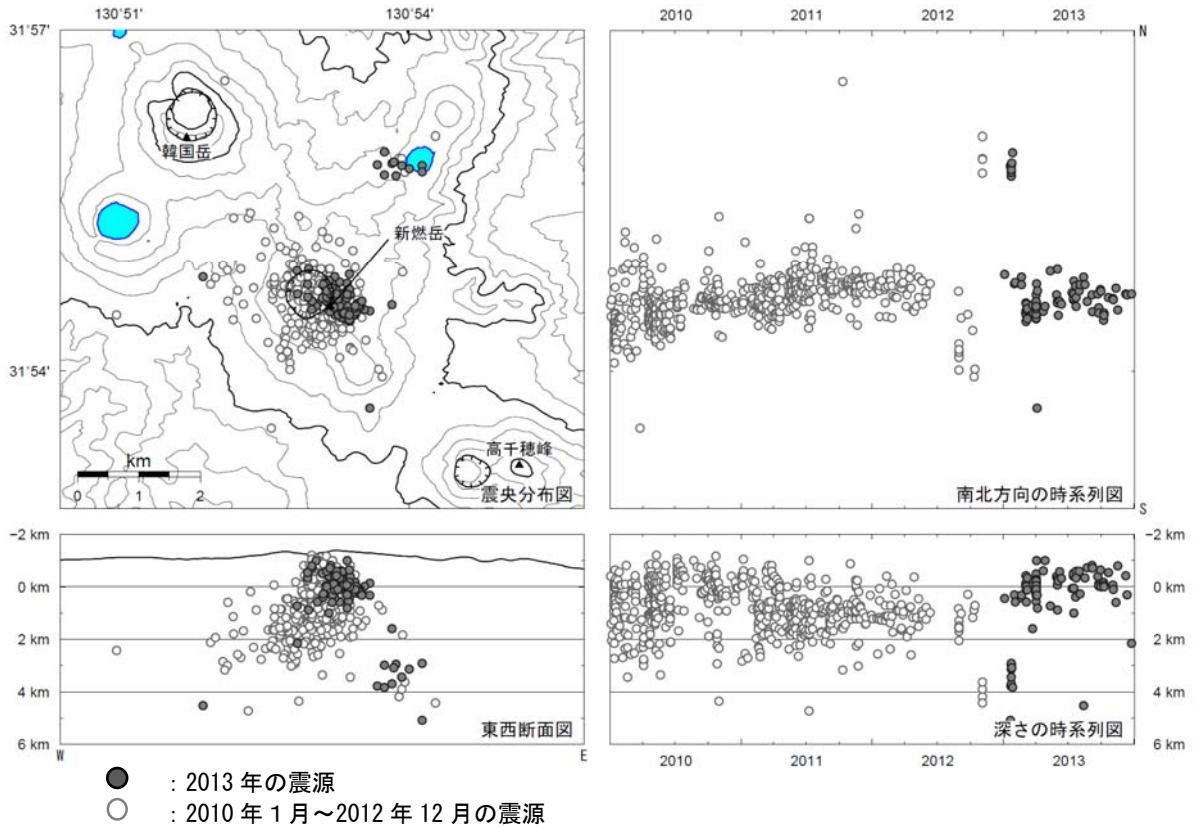 130°51' 130°54' 2010 2011 2012 2013
31°57' N
韓国岳
新燃岳
31°54'
高千穂峰
km
0 1 2 震央分布図 南北方向の時系列図
S
-2 km -2 km
0 km 0 km
2 km 2 km
4 km 4 km
東西断面図 深さの時系列図
6 km 6 km
W E 2010 2011 2012 2013
：2013 年の震源
：2010 年 1 月～2012 年 12 月の震源